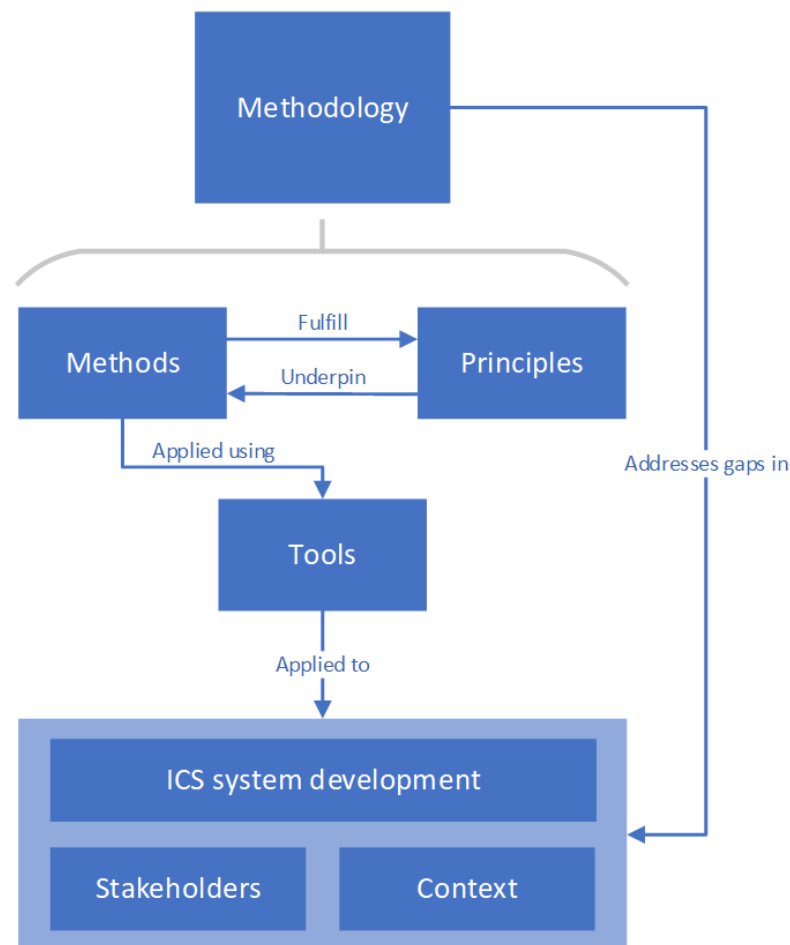 Methodology
Fulfill
Methods
Principles
Underpin
Applied using
Addresses gaps in
Tools
Applied to
ICS system development
Stakeholders
Context